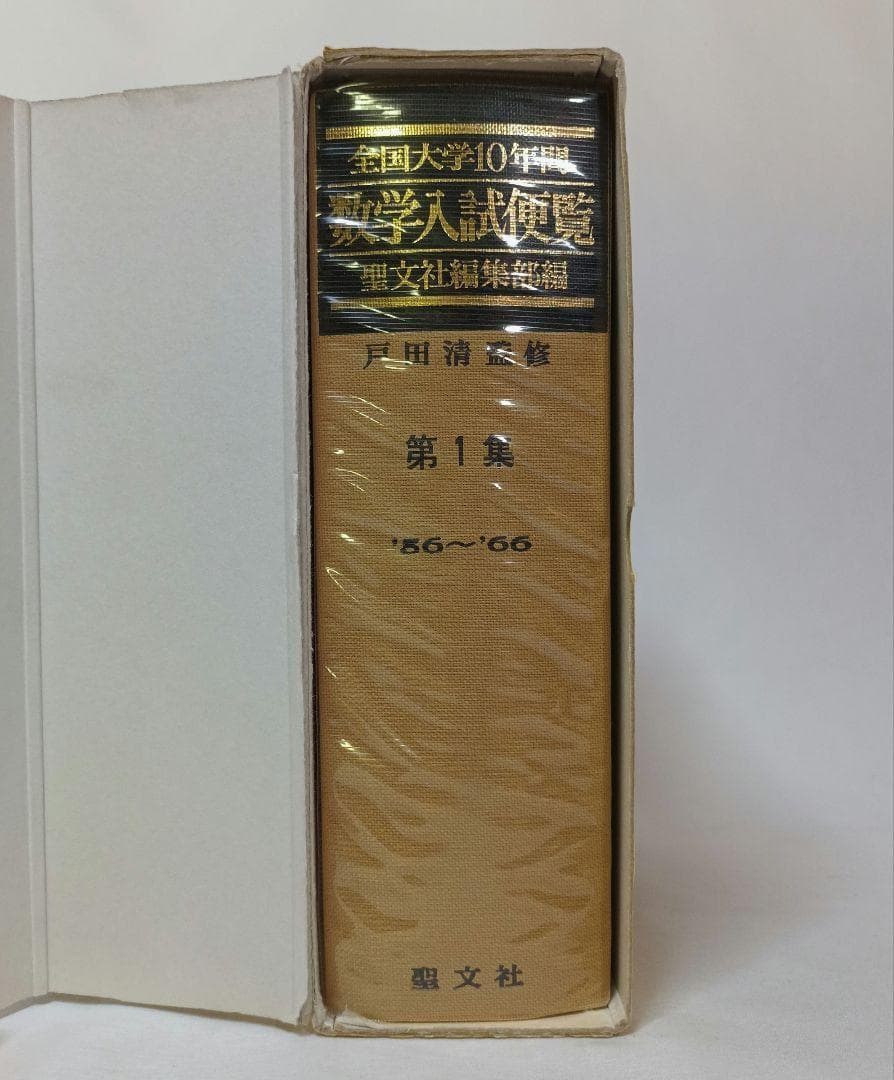 全国大学10年間
数学入試便覧
聖文社編集部編
戸田清監修
第1集
'56～'66
聖文社